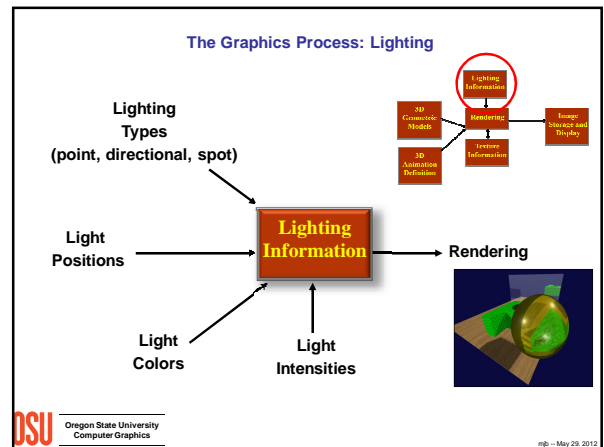 The Graphics Process: Lighting
Lighting
Information
3D
Geometric
Models
Rendering
Image
Storage and
Display
3D
Animation
Definition
Texture
Information
Lighting
Types
(point, directional, spot)
Lighting
Information
Light
Positions
Rendering
Light
Colors
Light
Intensities
OSU
Oregon State University
Computer Graphics
mjb -- May 29, 2012